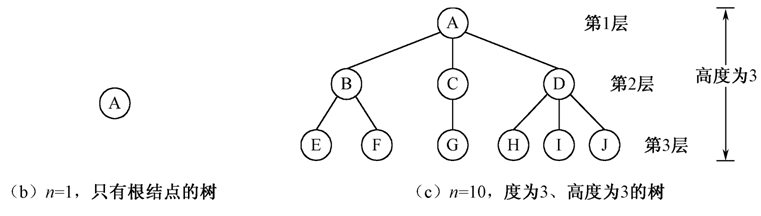 A 第1层
B C D 第2层 高度为3
A
E F G H I J 第3层
(b) n=1，只有根结点的树
(c) n=10，度为3、高度为3的树